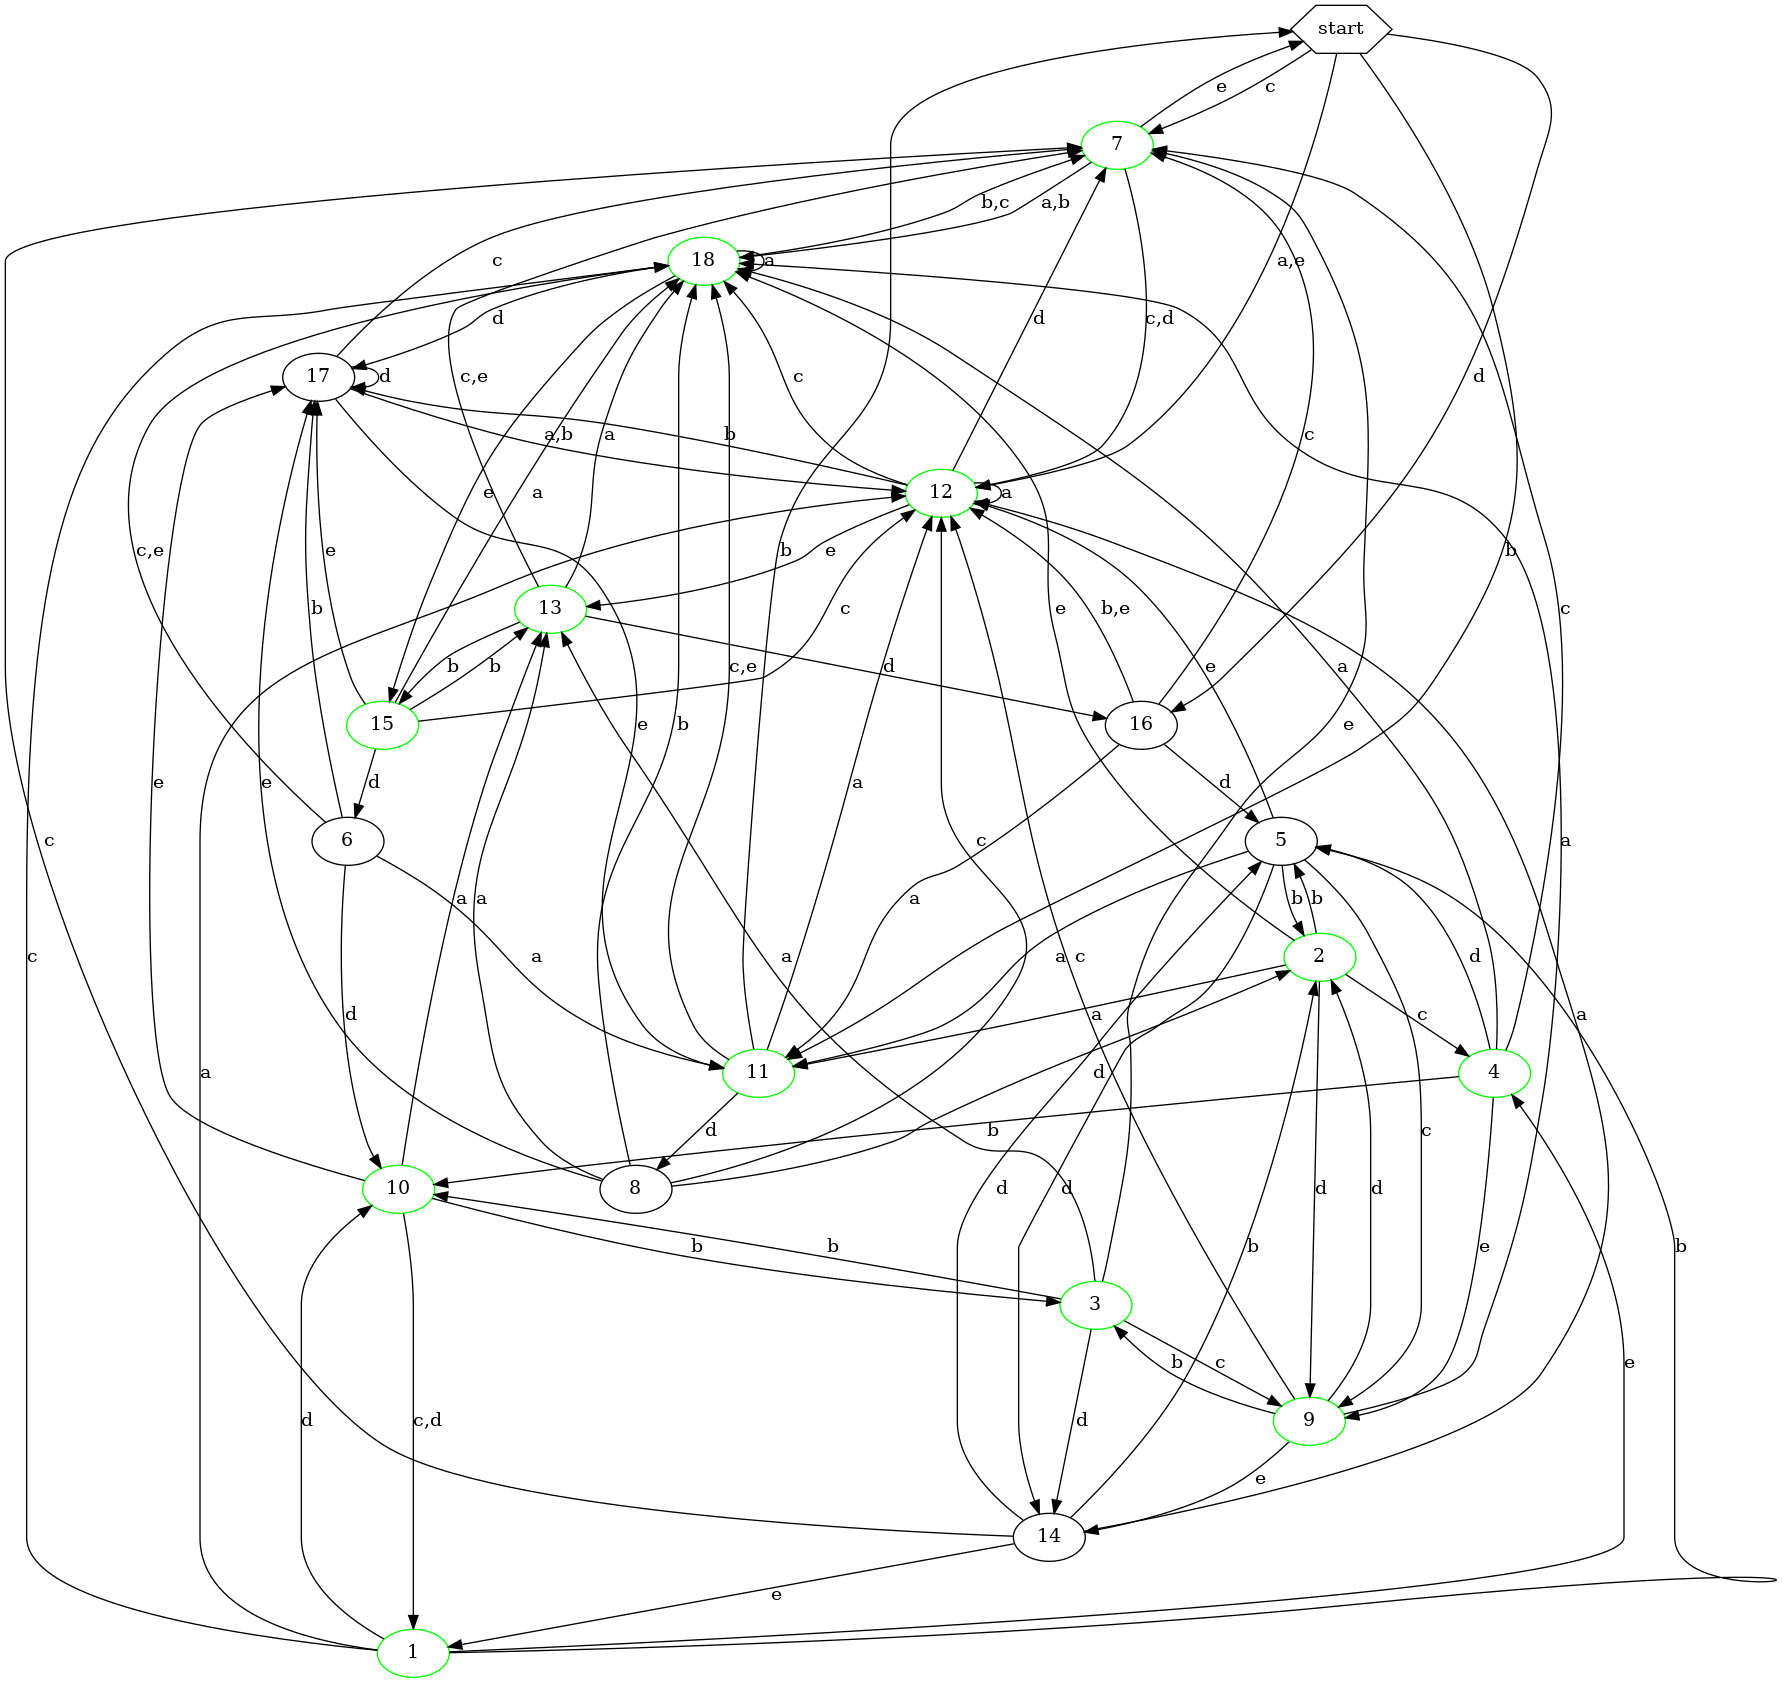 start
e c
7
b,c a,b
18 a
c a,e
d d c,d
17 d d
c
a,b b c
e a a 12 a
c,e b e e b
13 c c
b b c,e d b,e e e a
15 e b 16
d e a d
6 c 5 a
a a a c b b
c a a d 2
d a c c
a 11 d 4
d b
10 8 d d d c e
b b b e b
3
c,d b c
d d 9
e
14
e
1